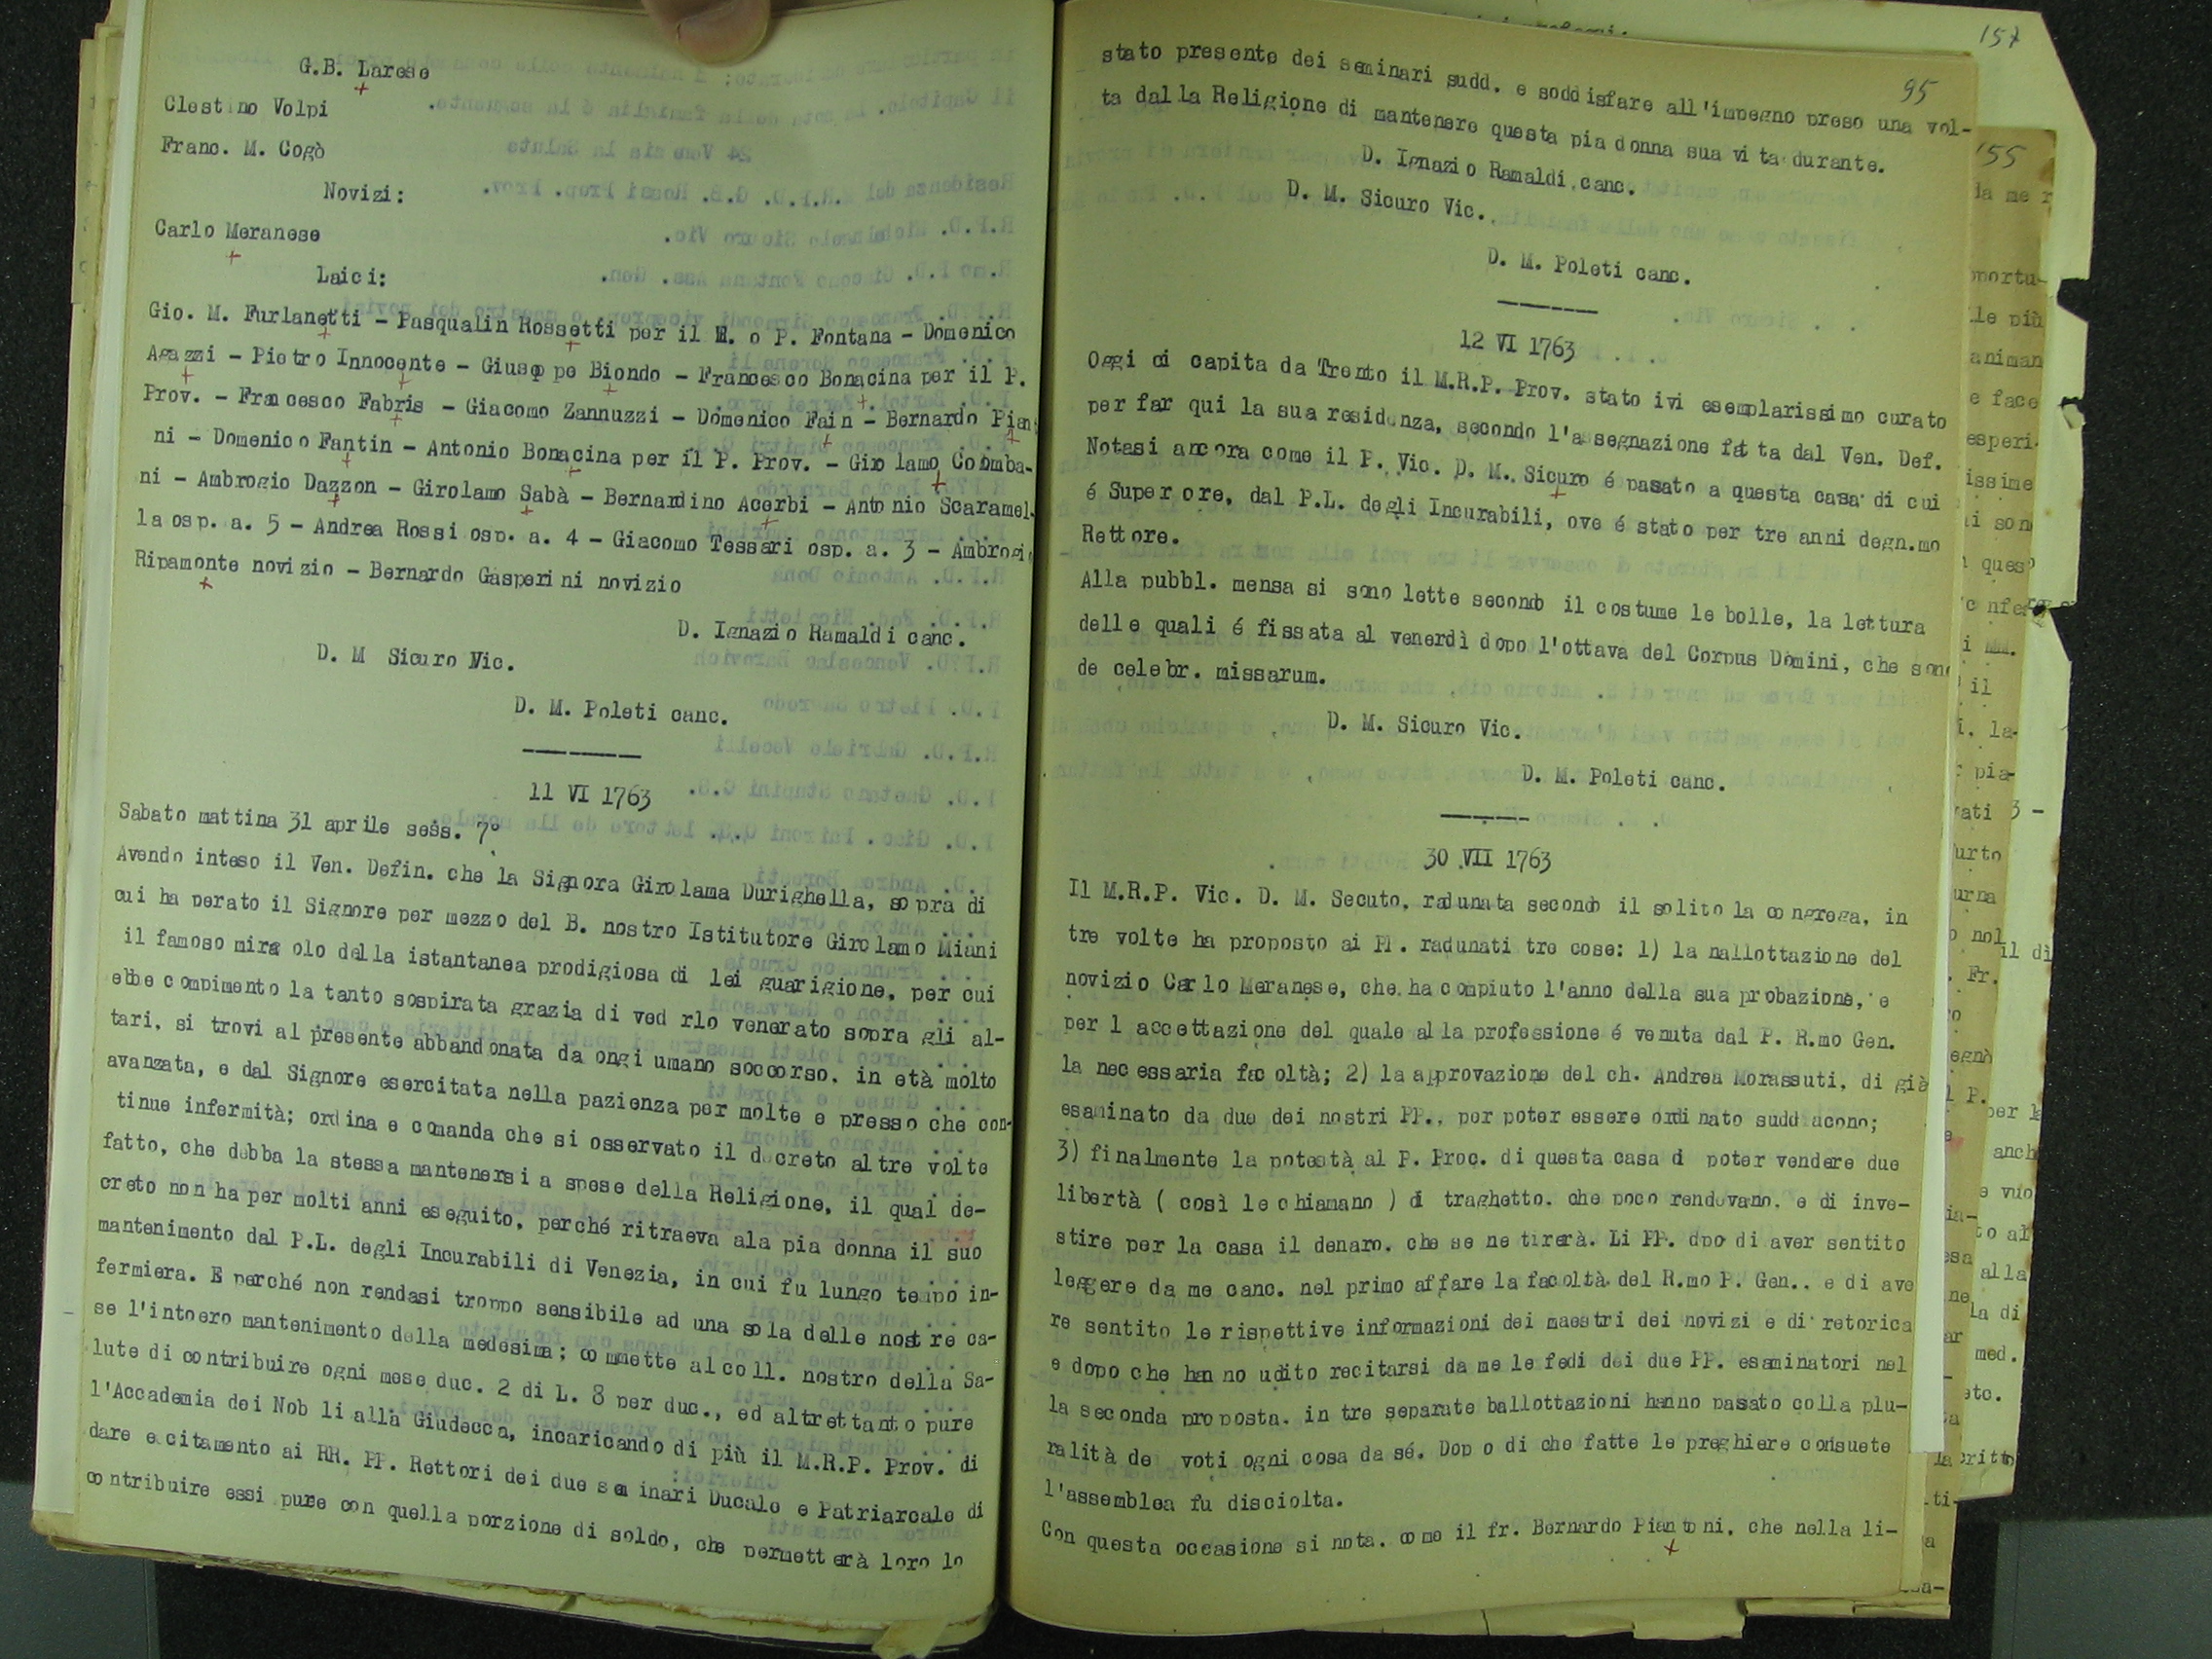 G.B. Larese
Clestino Volpi
Franc. M. Cogò
Novizi:
Carlo Meranese
Laici:
Gio. M. Furlanetti - Pasqualin Rossetti per il M. o P. Fontana - Domenico
Agazzi - Pietro Innocente - Giuseppe Biondo - Francesco Bonacina per il P.
Prov. - Francesco Fabris - Giacomo Zannuzzi - Domenico Fain - Bernardo Pian
ni - Domenico Fantin - Antonio Bonacina per il P. Prov. - Girolamo Coomba-
ni - Ambrogio Dazzon - Girolamo Sabà - Bernardino Acerbi - Antonio Scaramel-
la osp. a. 5 - Andrea Rossi osp. a. 4 - Giacomo Tessari osp. a. 3 - Ambrogi
Ripamonte novizio - Bernardo Gasperini novizio
D. Ignazio Ramaldi canc.
D. M Sicuro Vic.
D. M. Poleti canc.
11 VI 1763
Sabato mattina 31 aprile sess. 7°
Avendo inteso il Ven. Defin. che la Signora Girolama Durighella, sopra di
cui ha perato il Signore per mezzo del B. nostro Istitutore Girolamo Miani
il famoso miracolo della istantanea prodigiosa di lei guarigione, per cui
ebbe compimento la tanto sospirata grazia di ved rlo venerato sopra gli al-
tari, si trovi al presente abbandonata da ongi umano soccorso, in età molto
avanzata, e dal Signore esercitata nella pazienza per molte e presso che con-
tinue infermità; ordina e comanda che si osservato il decreto altre volte
fatto, che debba la stessa mantenersi a spese della Religione, il qual de-
creto non ha per molti anni eseguito, perché ritraeva ala pia donna il suo
mantenimento dal P.L. degli Incurabili di Venezia, in cui fu lungo tempo in-
fermiera. E perché non rendasi troppo sensibile ad una sola delle nostre ca-
se l'intoero mantenimento della medesima; commette al coll. nostro della Sa-
lute di contribuire ogni mese duc. 2 di L. 8 per duc., ed altrettanto pure
l'Accademia dei Nob li alla Giudecca, incaricando di più il M.R.P. Prov. di
dare eccitamento ai RR. PP. Rettori dei due seminari Ducale e Patriarcale di
contribuire essi pure con quella porzione di soldo, che permetterà loro lo
95
stato presente dei seminari sudd. e soddisfare all'impegno preso una vol-
ta dalla Religione di mantenere questa pia donna sua vita durante.
D. Ignazio Ramaldi canc.
D. M. Sicuro Vic.
D. M. Poleti canc.
12 VI 1763
Oggi ci capita da Trento il M.R.P. Prov. stato ivi esemplarissimo curato
per far qui la sua residenza, secondo l'assegnazione fatta dal Ven. Def.
Notasi ancora come il P. Vic. D. M. Sicuro é pasato a questa casa di cui
é Super ore, dal P.L. degli Incurabili, ove é stato per tre anni degn.mo
Rettore.
Alla pubbl. mensa si sono lette secondo il costume le bolle, la lettura
delle quali é fissata al venerdì dopo l'ottava del Corpus Domini, che sono
de celebr. missarum.
D. M. Sicuro Vic.
D. M. Poleti canc.
30 VII 1763
Il M.R.P. Vic. D. M. Secuto, radunata secondo il solito la congrega, in
tre volte ha proposto ai PP. radunati tre cose: 1) la nallottazione del
novizio Carlo Meranese, che ha compiuto l'anno della sua probazione, e
per l accettazione del quale alla professione é venuta dal P. R.mo Gen.
la necessaria facoltà; 2) la approvazione del ch. Andrea Morassuti, di già
esaminato da due dei nostri PP., per poter essere ordinato sudd acono;
3) finalmente la potestà al P. Proc. di questa casa di poter vendere due
libertà ( così le chiamano ) di traghetto, che poco rendevano, e di inve-
stire per la casa il denaro, che se ne tirerà. Li PP. dpo di aver sentito
leggere da me canc. nel primo affare la facoltà del R.mo P. Gen., e di ave
re sentito le rispettive informazioni dei maestri dei novizi e di retorica
e dopo che hanno udito recitarsi da me le fedi dei due PP. esaminatori nel
la seconda proposta, in tre separate ballottazioni hanno pasato colla plu-
ralità de voti ogni cosa da sé. Dopo di che fatte le preghiere consuete
l'assemblea fu disciolta.
Con questa occasione si nota, come il fr. Bernardo Piantoni, che nella li-
157
155